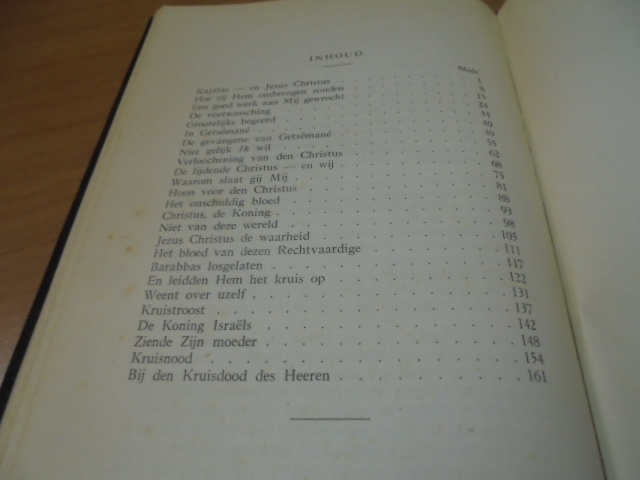 INHOUD.
Bladz.
Kajafas — en Jezus Christus 1
Hoe zij Hem ombrengen zouden 8
Een goed werk aan Mij gewrocht 15
De voetwassching 24
Grootelijks begeerd 34
In Getsémané 40
De gevangene van Getsémané 49
Niet gelijk Ik wil 55
Verloochening van den Christus 62
De lijdende Christus — en wij 68
Waarom slaat gij Mij 75
Hoon voor den Christus 81
Het onschuldig bloed 88
Christus, de Koning 93
Niet van deze wereld 98
Jezus Christus de waarheid 105
Het bloed van dezen Rechtvaardige 111
Barabbas losgelaten 117
En leidden Hem het kruis op 122
Weent over uzelf 131
Kruistroost 137
De Koning Israëls 142
Ziende Zijn moeder 148
Kruisnood 154
Bij den Kruisdood des Heeren 161